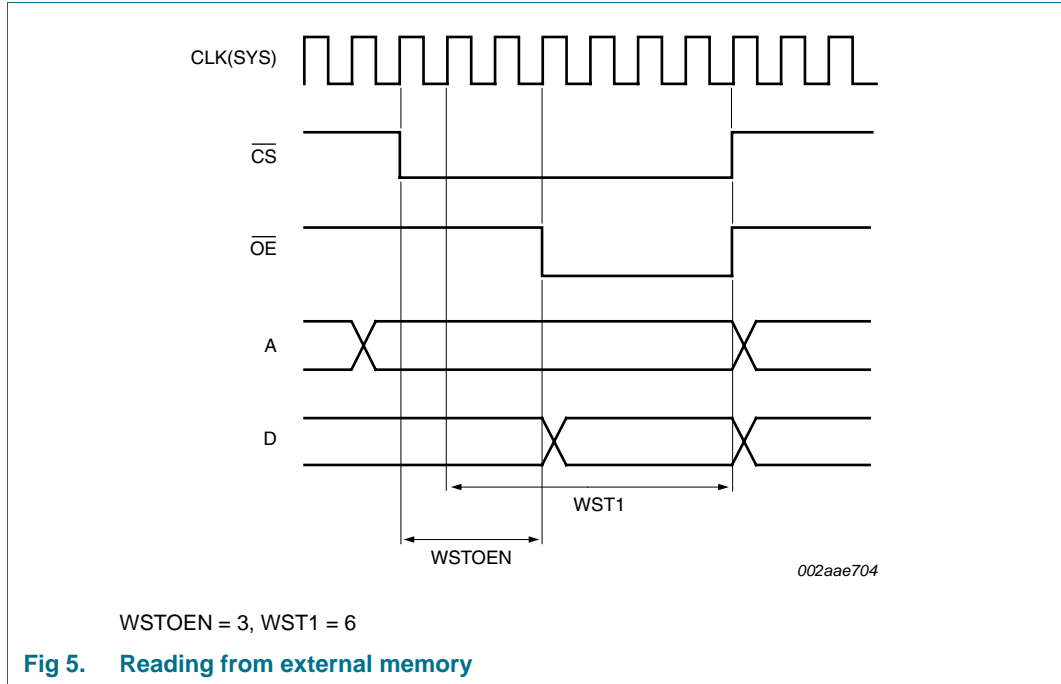 CLK(SYS)
CS
OE
A
D
WST1
WSTOEN
002aae704
WSTOEN = 3, WST1 = 6
Fig 5. Reading from external memory